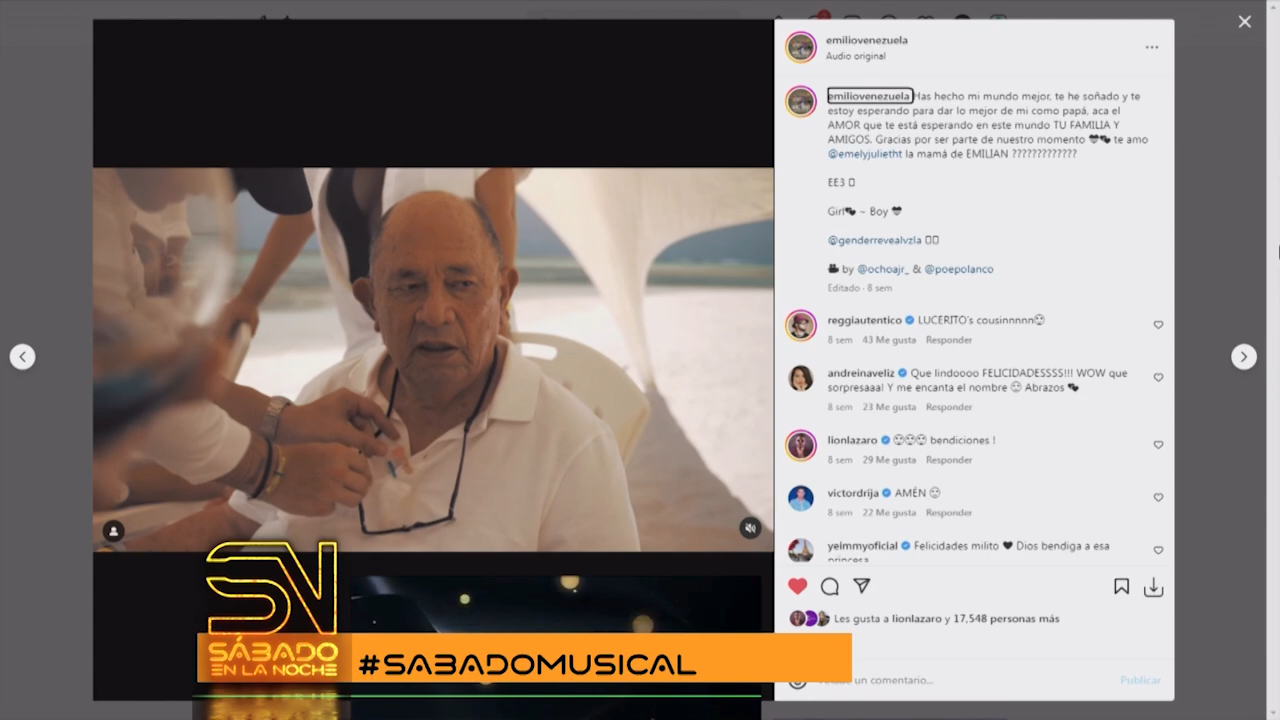 emiliovenezuela
Audio original
emiliovenezuela Has hecho mi mundo mejor, te he soñado y te
estoy esperando para dar lo mejor de mi como papá, aca el
AMOR que te está esperando en este mundo TU FAMILIA Y
AMIGOS. Gracias por ser parte de nuestro momento te amo
@emelyjulietht la mamá de EMILIAN ?????????????
EE3
Girl ~ Boy
@genderrevealvzla
by @ochoajr_ & @poepolanco
Editado · 8 sem
reggiautentico LUCERITO's cousinnnnn
8 sem 43 Me gusta Responder
andreinaveliz Que lindoooo FELICIDADESSSS!!! WOW que
sorpresaaa! Y me encanta el nombre Abrazos
8 sem 23 Me gusta Responder
lionlazaro bendiciones !
8 sem 29 Me gusta Responder
victordrija AMÉN
8 sem 22 Me gusta Responder
yeimmyoficial Felicidades milito Dios bendiga a esa
princesa
Les gusta a lionlazaro y 17,548 personas más
un comentario...
Publicar
SN
SÁBADO
EN LA NOCHE
#SABADOMUSICAL